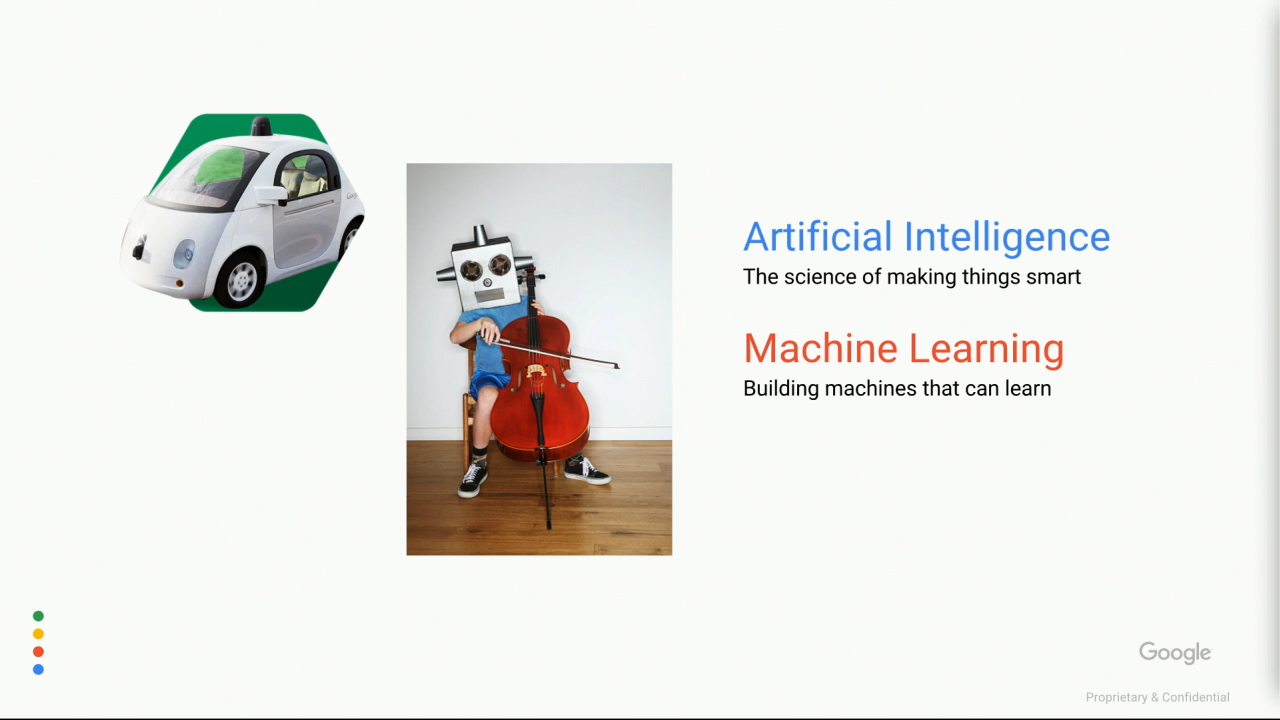 Artificial Intelligence
The science of making things smart
Machine Learning
Building machines that can learn
Google
Proprietary & Confidential